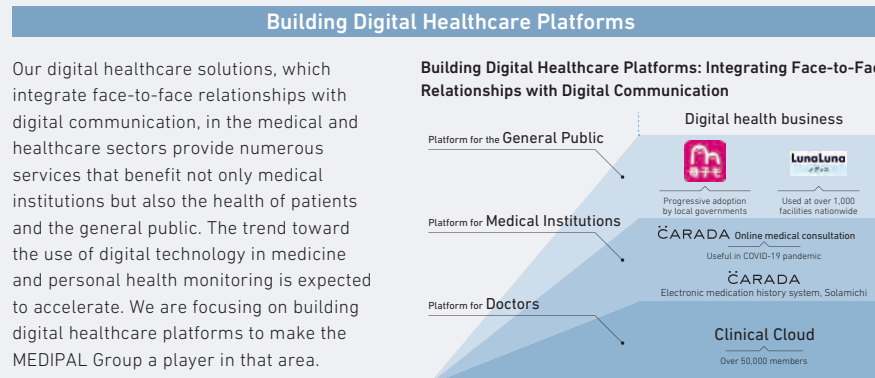 Building Digital Healthcare Platforms
Our digital healthcare solutions, which
integrate face-to-face relationships with
digital communication, in the medical and
healthcare sectors provide numerous
services that benefit not only medical
institutions but also the health of patients
and the general public. The trend toward
the use of digital technology in medicine
and personal health monitoring is expected
to accelerate. We are focusing on building
digital healthcare platforms to make the
MEDIPAL Group a player in that area.
Building Digital Healthcare Platforms: Integrating Face-to-Fac
Relationships with Digital Communication
Digital health business
Platform for the General Public
母子モ
LunaLuna
メディコ
Progressive adoption
by local governments
Used at over 1,000
facilities nationwide
Platform for Medical Institutions
CARADA Online medical consultation
Useful in COVID-19 pandemic
CARADA
Electronic medication history system, Solamichi
Platform for Doctors
Clinical Cloud
Over 50,000 members